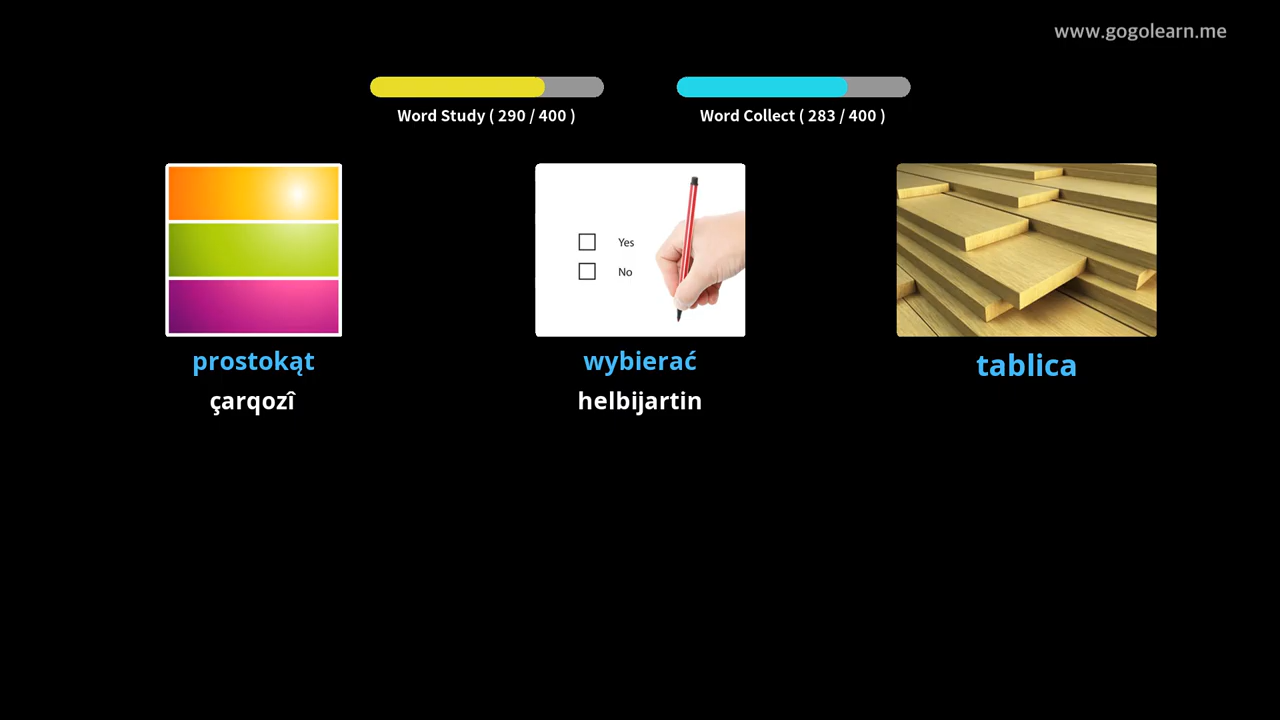 www.gogolearn.me
Word Study ( 290 / 400 )
Word Collect ( 283 / 400 )
Yes
No
prostokąt
wybierać
tablica
çarqozî
helbijartin